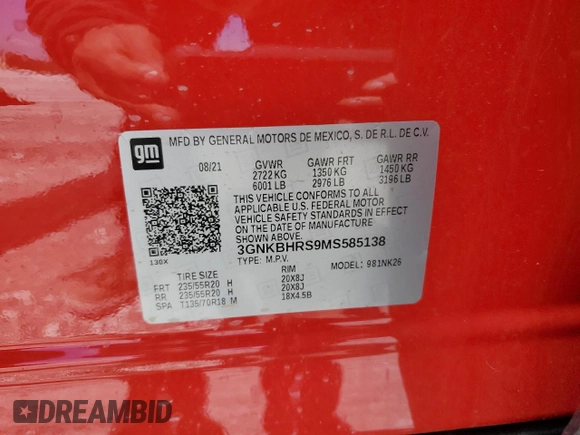 gm MFD BY GENERAL MOTORS DE MEXICO, S. DE R.L. DE C.V.
08/21 GVWR GAWR FRT GAWR RR
2722 KG 1350 KG 1450 KG
6001 LB 2976 LB 3196 LB
THIS VEHICLE CONFORMS TO ALL
APPLICABLE U.S. FEDERAL MOTOR
VEHICLE SAFETY STANDARDS IN EFFECT
ON THE DATE OF MANUFACTURE
3GNKBHRS9MS585138
130X TYPE: M.P.V. MODEL: 981NK26
TIRE SIZE RIM
FRT 235/55R20 H 20X8J
RR 235/55R20 H 20X8J
SPA T135/70R18 M 18X4.5B
DREAMBID